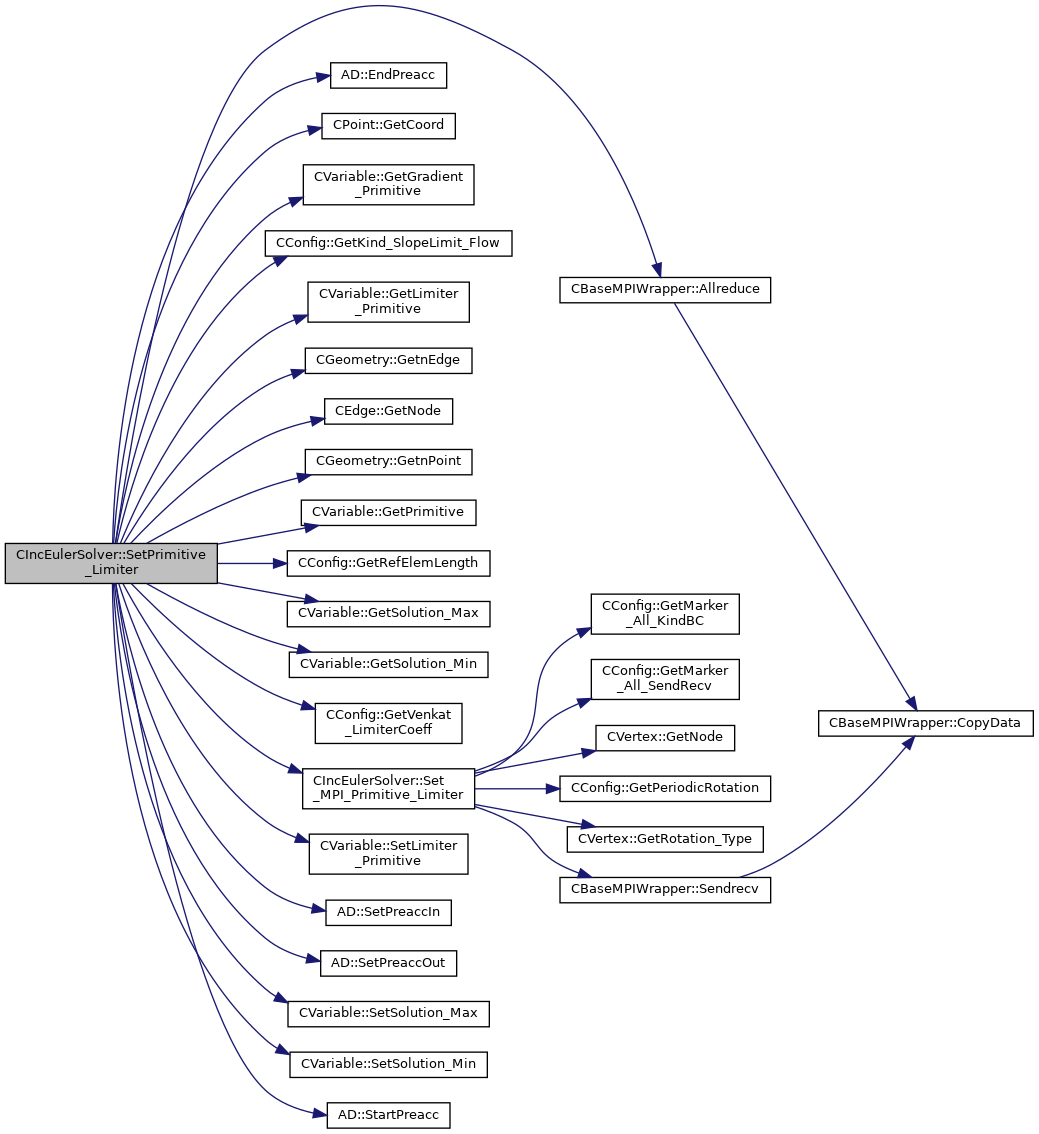 CIncEulerSolver::SetPrimitive
_Limiter
AD::EndPreacc
CPoint::GetCoord
CVariable::GetGradient
_Primitive
CConfig::GetKind_SlopeLimit_Flow
CVariable::GetLimiter
_Primitive
CGeometry::GetnEdge
CEdge::GetNode
CGeometry::GetnPoint
CVariable::GetPrimitive
CConfig::GetRefElemLength
CVariable::GetSolution_Max
CVariable::GetSolution_Min
CConfig::GetVenkat
_LimiterCoeff
CIncEulerSolver::Set
_MPI_Primitive_Limiter
CVariable::SetLimiter
_Primitive
AD::SetPreaccIn
AD::SetPreaccOut
CVariable::SetSolution_Max
CVariable::SetSolution_Min
AD::StartPreacc
CBaseMPIWrapper::Allreduce
CConfig::GetMarker
_All_KindBC
CConfig::GetMarker
_All_SendRecv
CVertex::GetNode
CConfig::GetPeriodicRotation
CVertex::GetRotation_Type
CBaseMPIWrapper::Sendrecv
CBaseMPIWrapper::CopyData